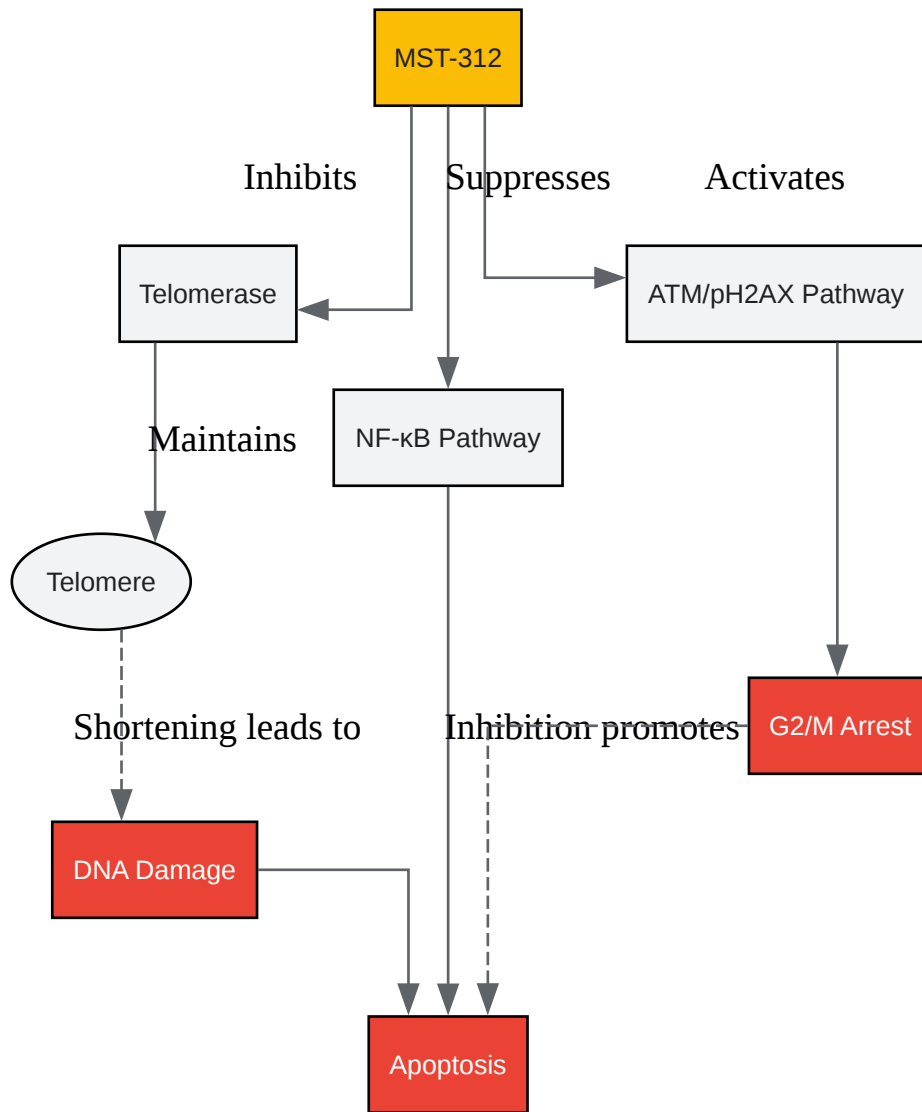 MST-312
Inhibits
Suppresses
Activates
Telomerase
ATM/pH2AX Pathway
Maintains
NF-κB Pathway
Telomere
Shortening leads to
Inhibition promotes
G2/M Arrest
DNA Damage
Apoptosis